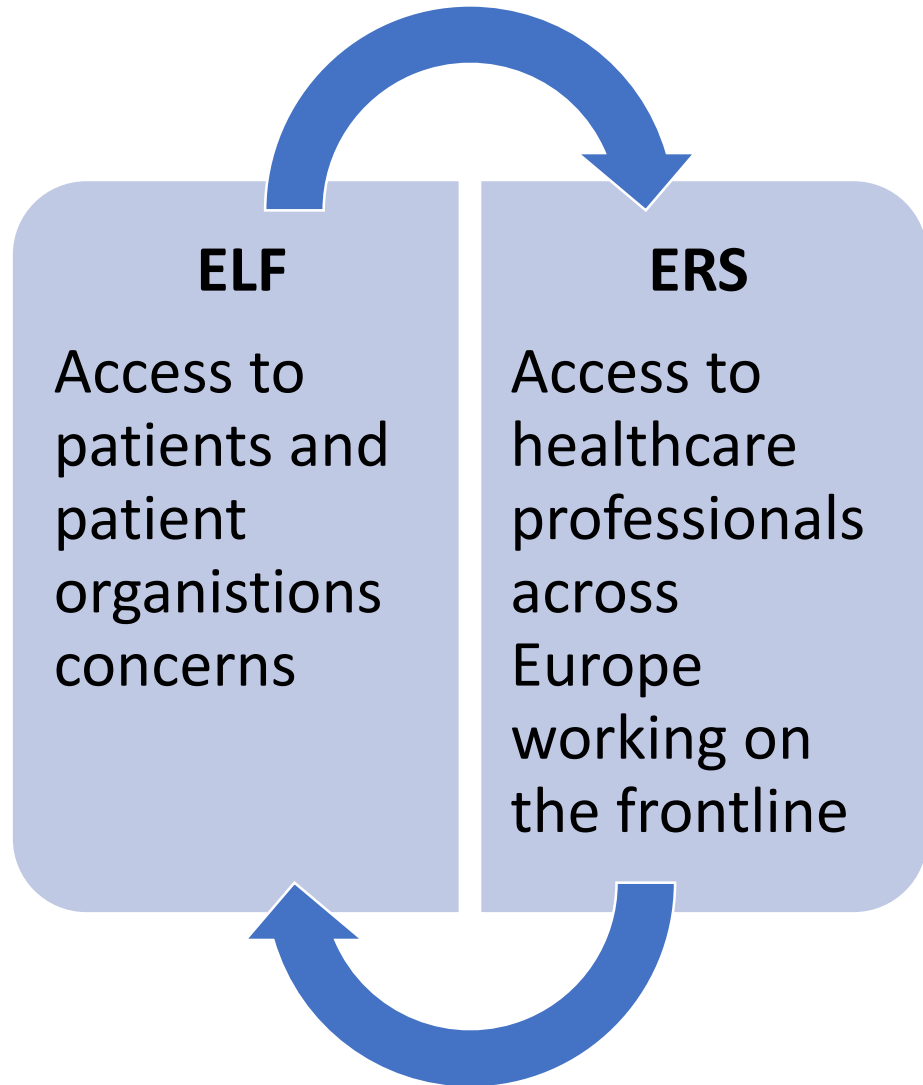 ELF
Access to
patients and
patient
organistions
concerns
ERS
Access to
healthcare
professionals
across
Europe
working on
the frontline